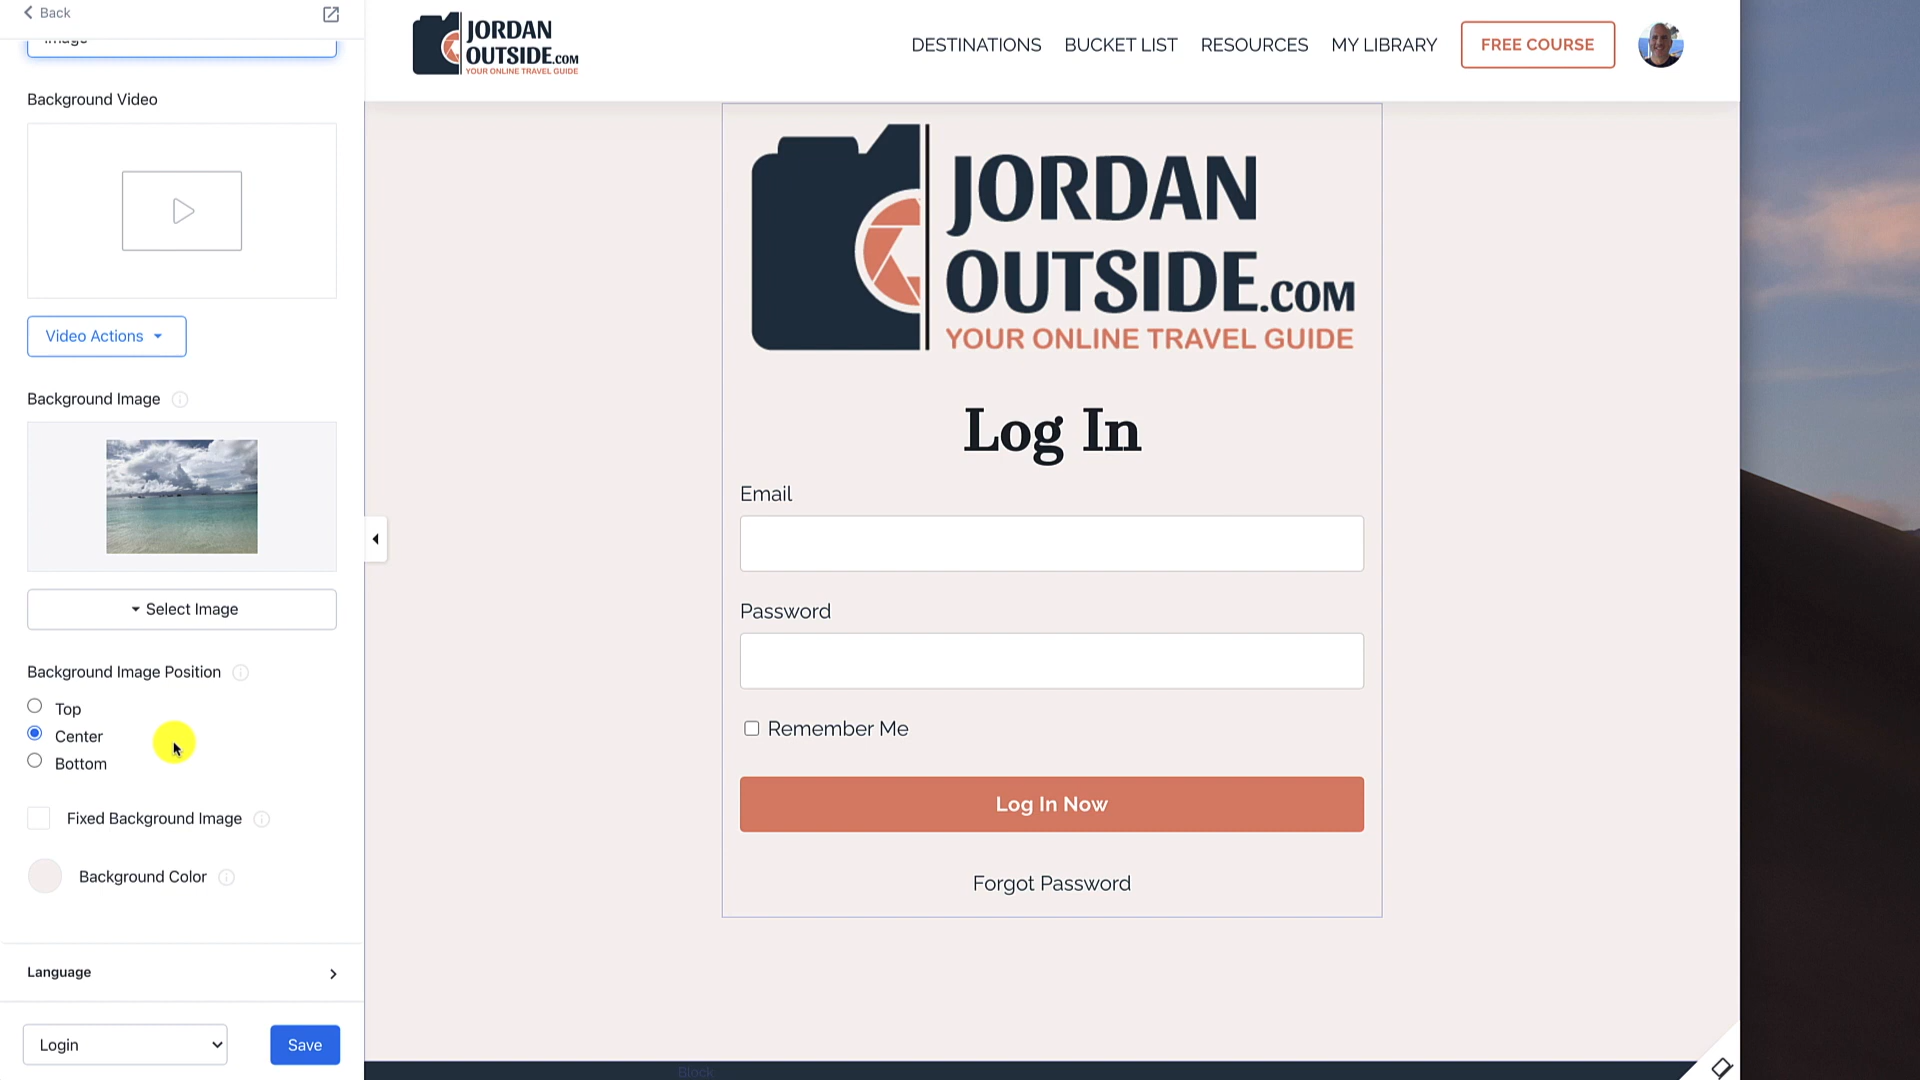 Back
Image
Background Video
Video Actions
Background Image
Select Image
Background Image Position
Top
Center
Bottom
Fixed Background Image
Background Color
Language
Login
Save
JORDAN
OUTSIDE.COM
YOUR ONLINE TRAVEL GUIDE
DESTINATIONS
BUCKET LIST
RESOURCES
MY LIBRARY
FREE COURSE
JORDAN
OUTSIDE.COM
YOUR ONLINE TRAVEL GUIDE
Log In
Email
Password
Remember Me
Log In Now
Forgot Password
Block